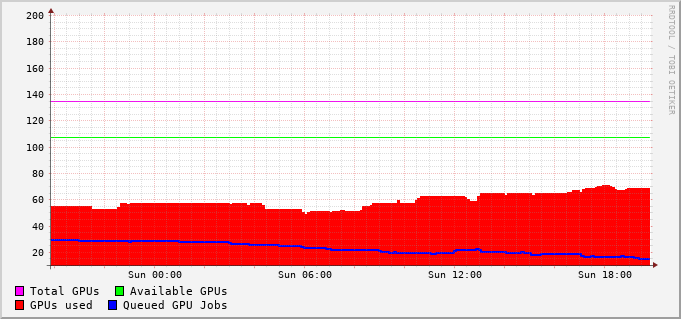 200
180
160
140
120
100
80
60
40
20
Sun 00:00 Sun 06:00 Sun 12:00 Sun 18:00
Total GPUs Available GPUs
GPUs used Queued GPU Jobs
RRDTOOL / TOBI OETIKER